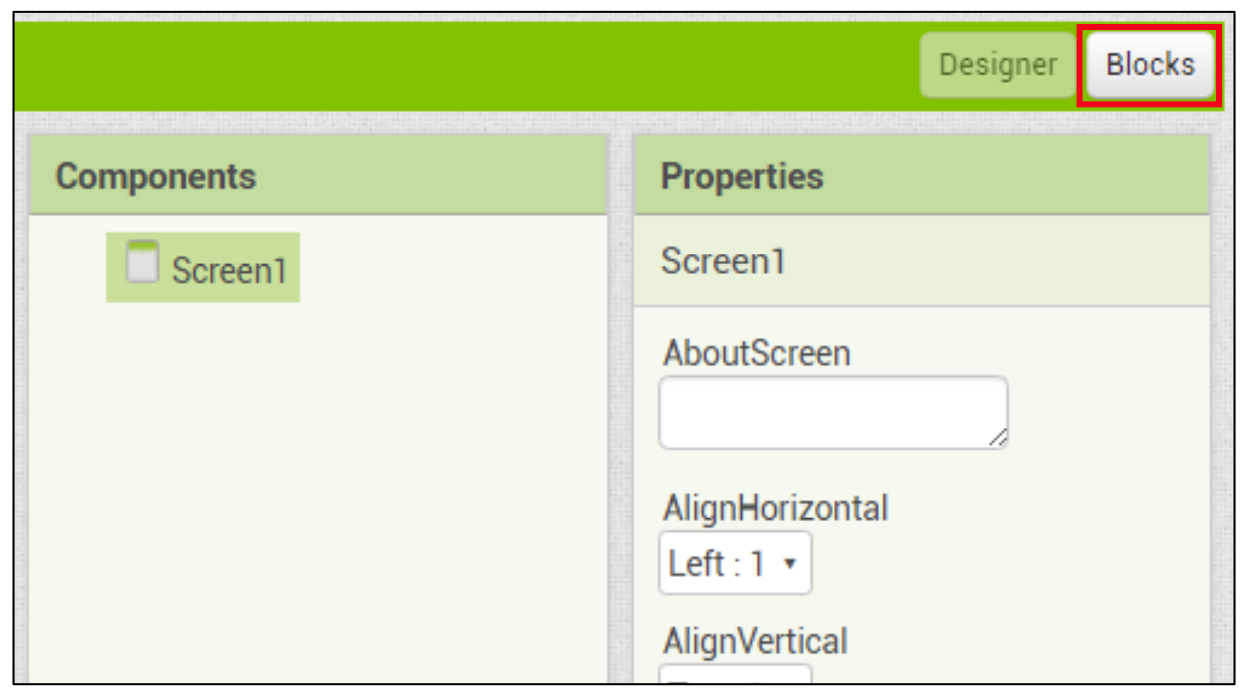 Designer Blocks
Components
Screen1
Properties
Screen1
AboutScreen
AlignHorizontal
Left : 1
AlignVertical